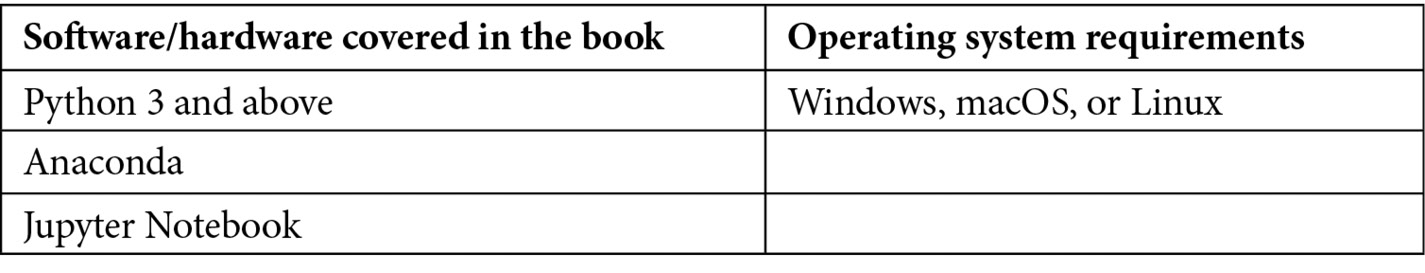 Software/hardware covered in the book Operating system requirements
Python 3 and above Windows, macOS, or Linux
Anaconda
Jupyter Notebook